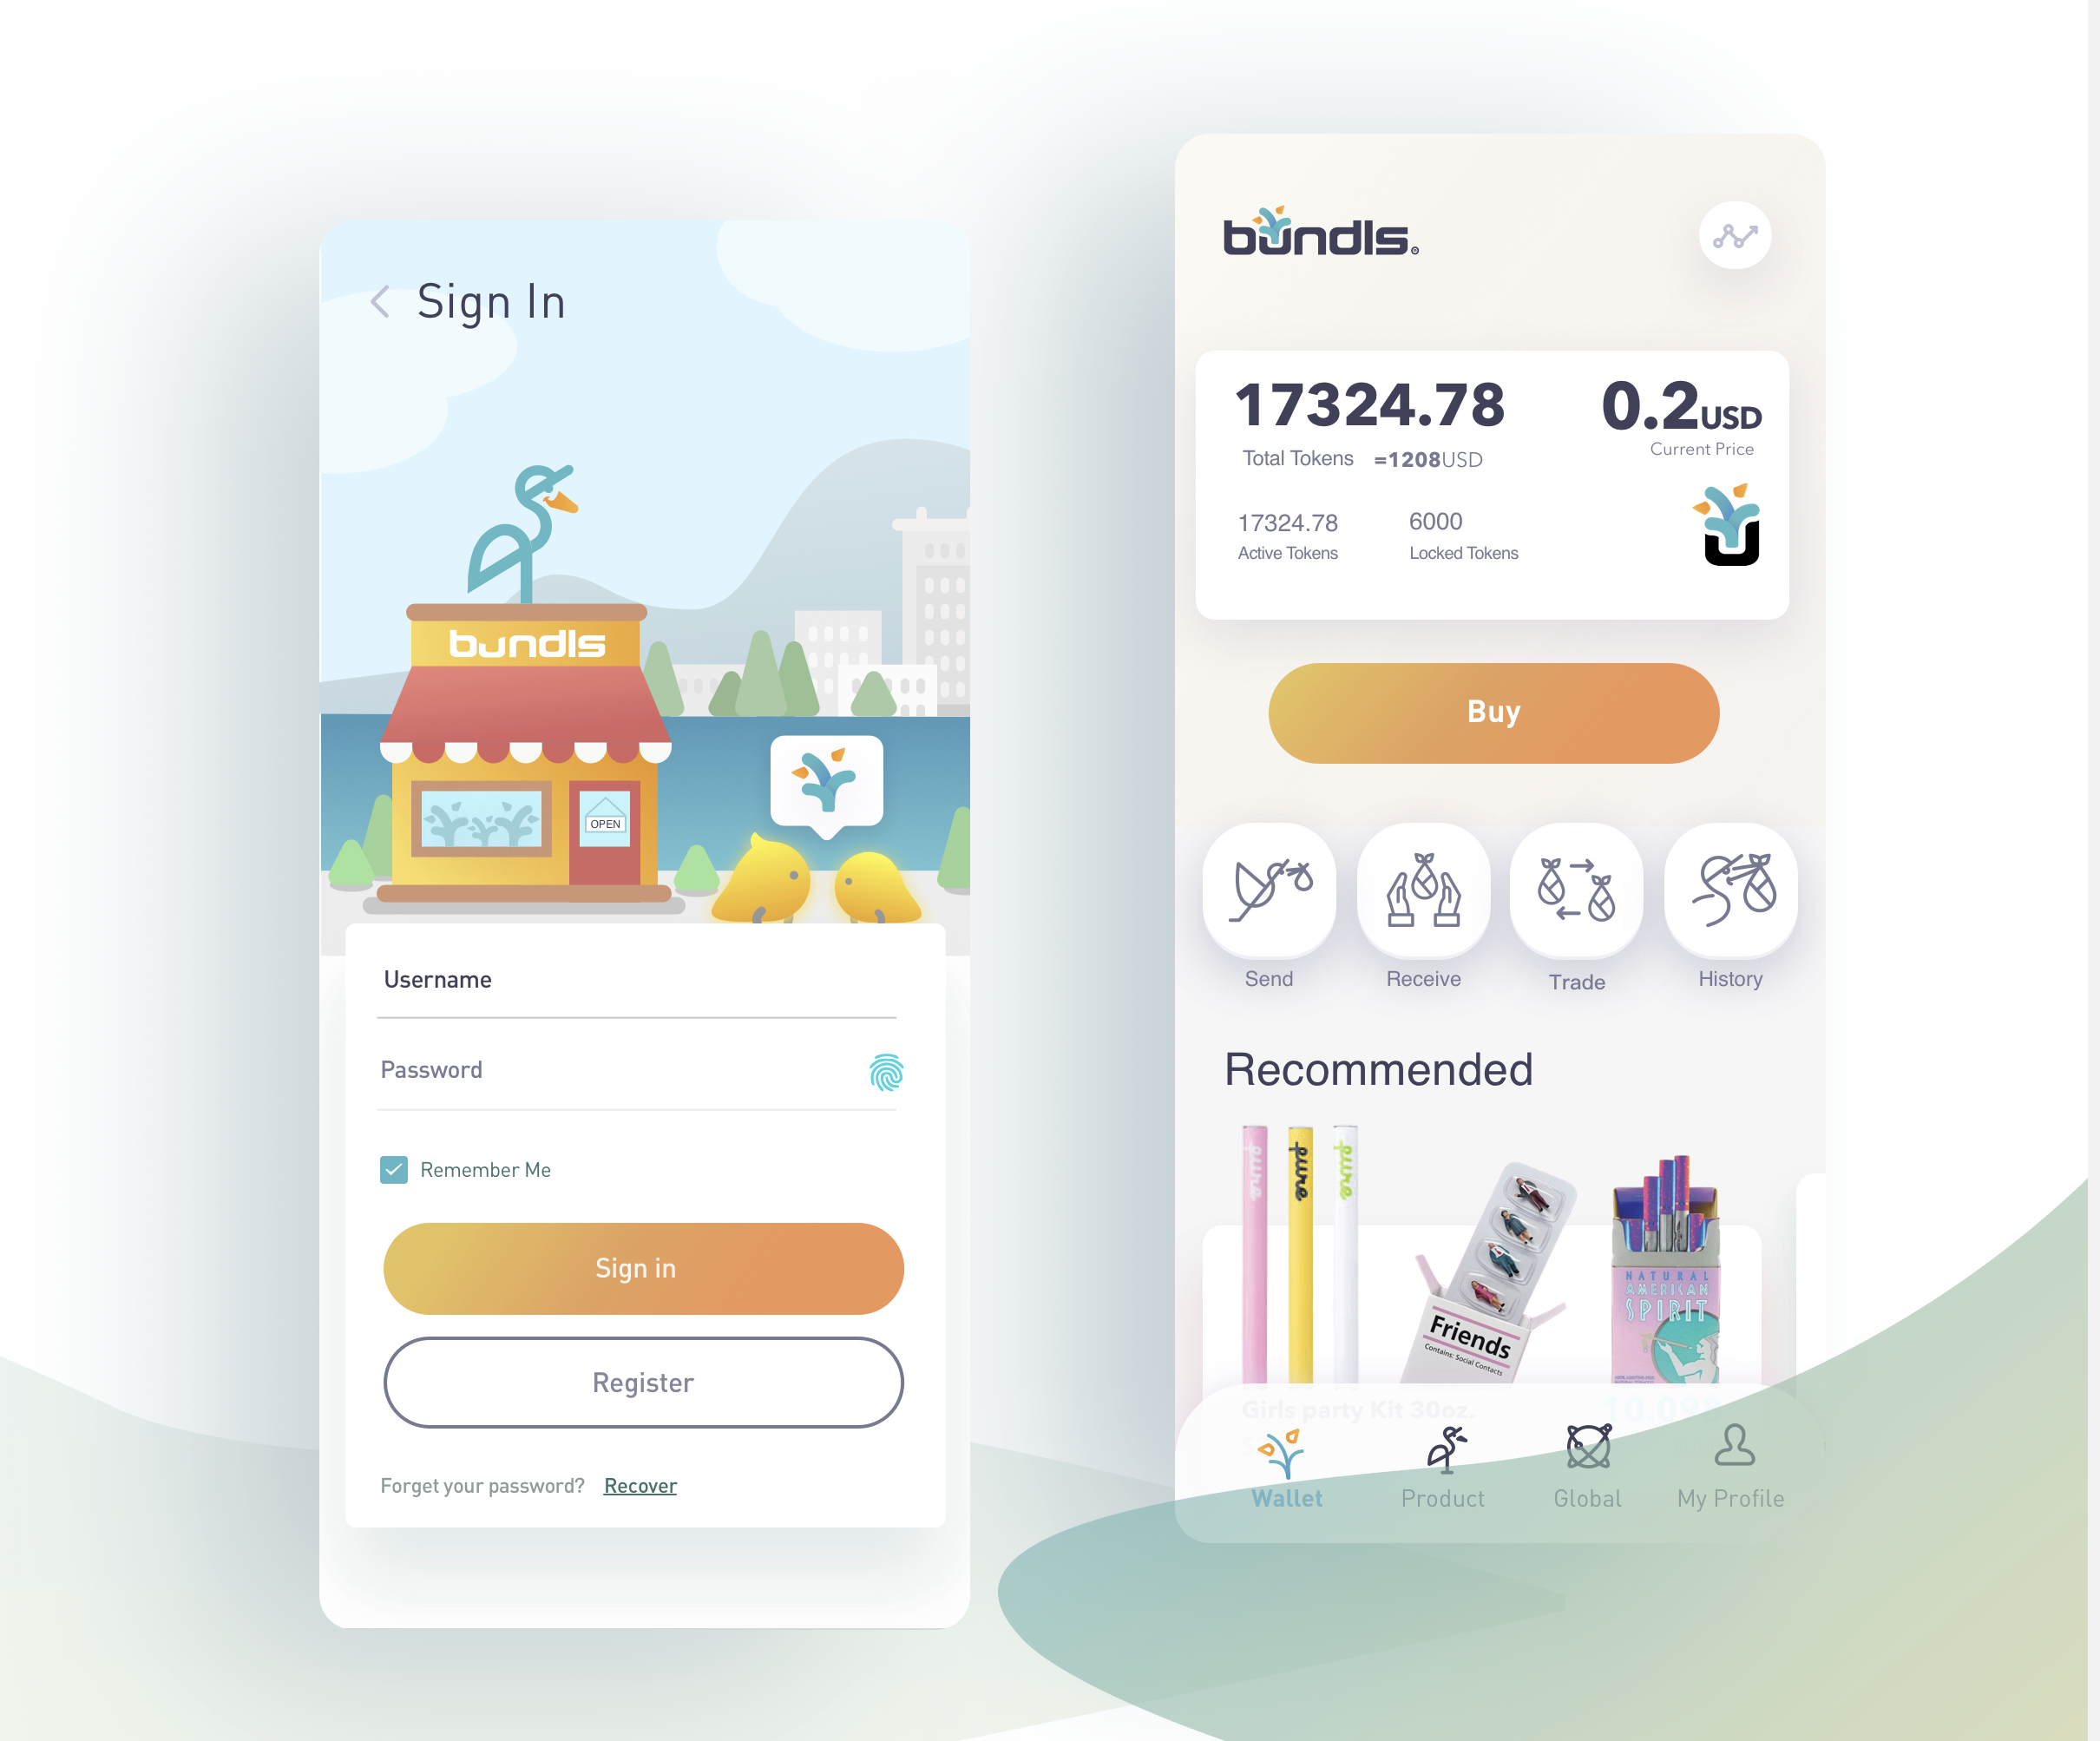 Sign In
bundls
OPEN
Username
Password
Remember Me
Sign in
Register
Forget your password? Recover
bundls®
17324.78
0.2USD
Total Tokens =1208USD
Current Price
17324.78
6000
Active Tokens
Locked Tokens
Buy
Send
Receive
Trade
History
Recommended
pure
pure
pure
Friends
Contains: Social Contacts
NATURAL
AMERICAN
SPIRIT
Girls party Kit 30oz.
Wallet
Product
Global
My Profile